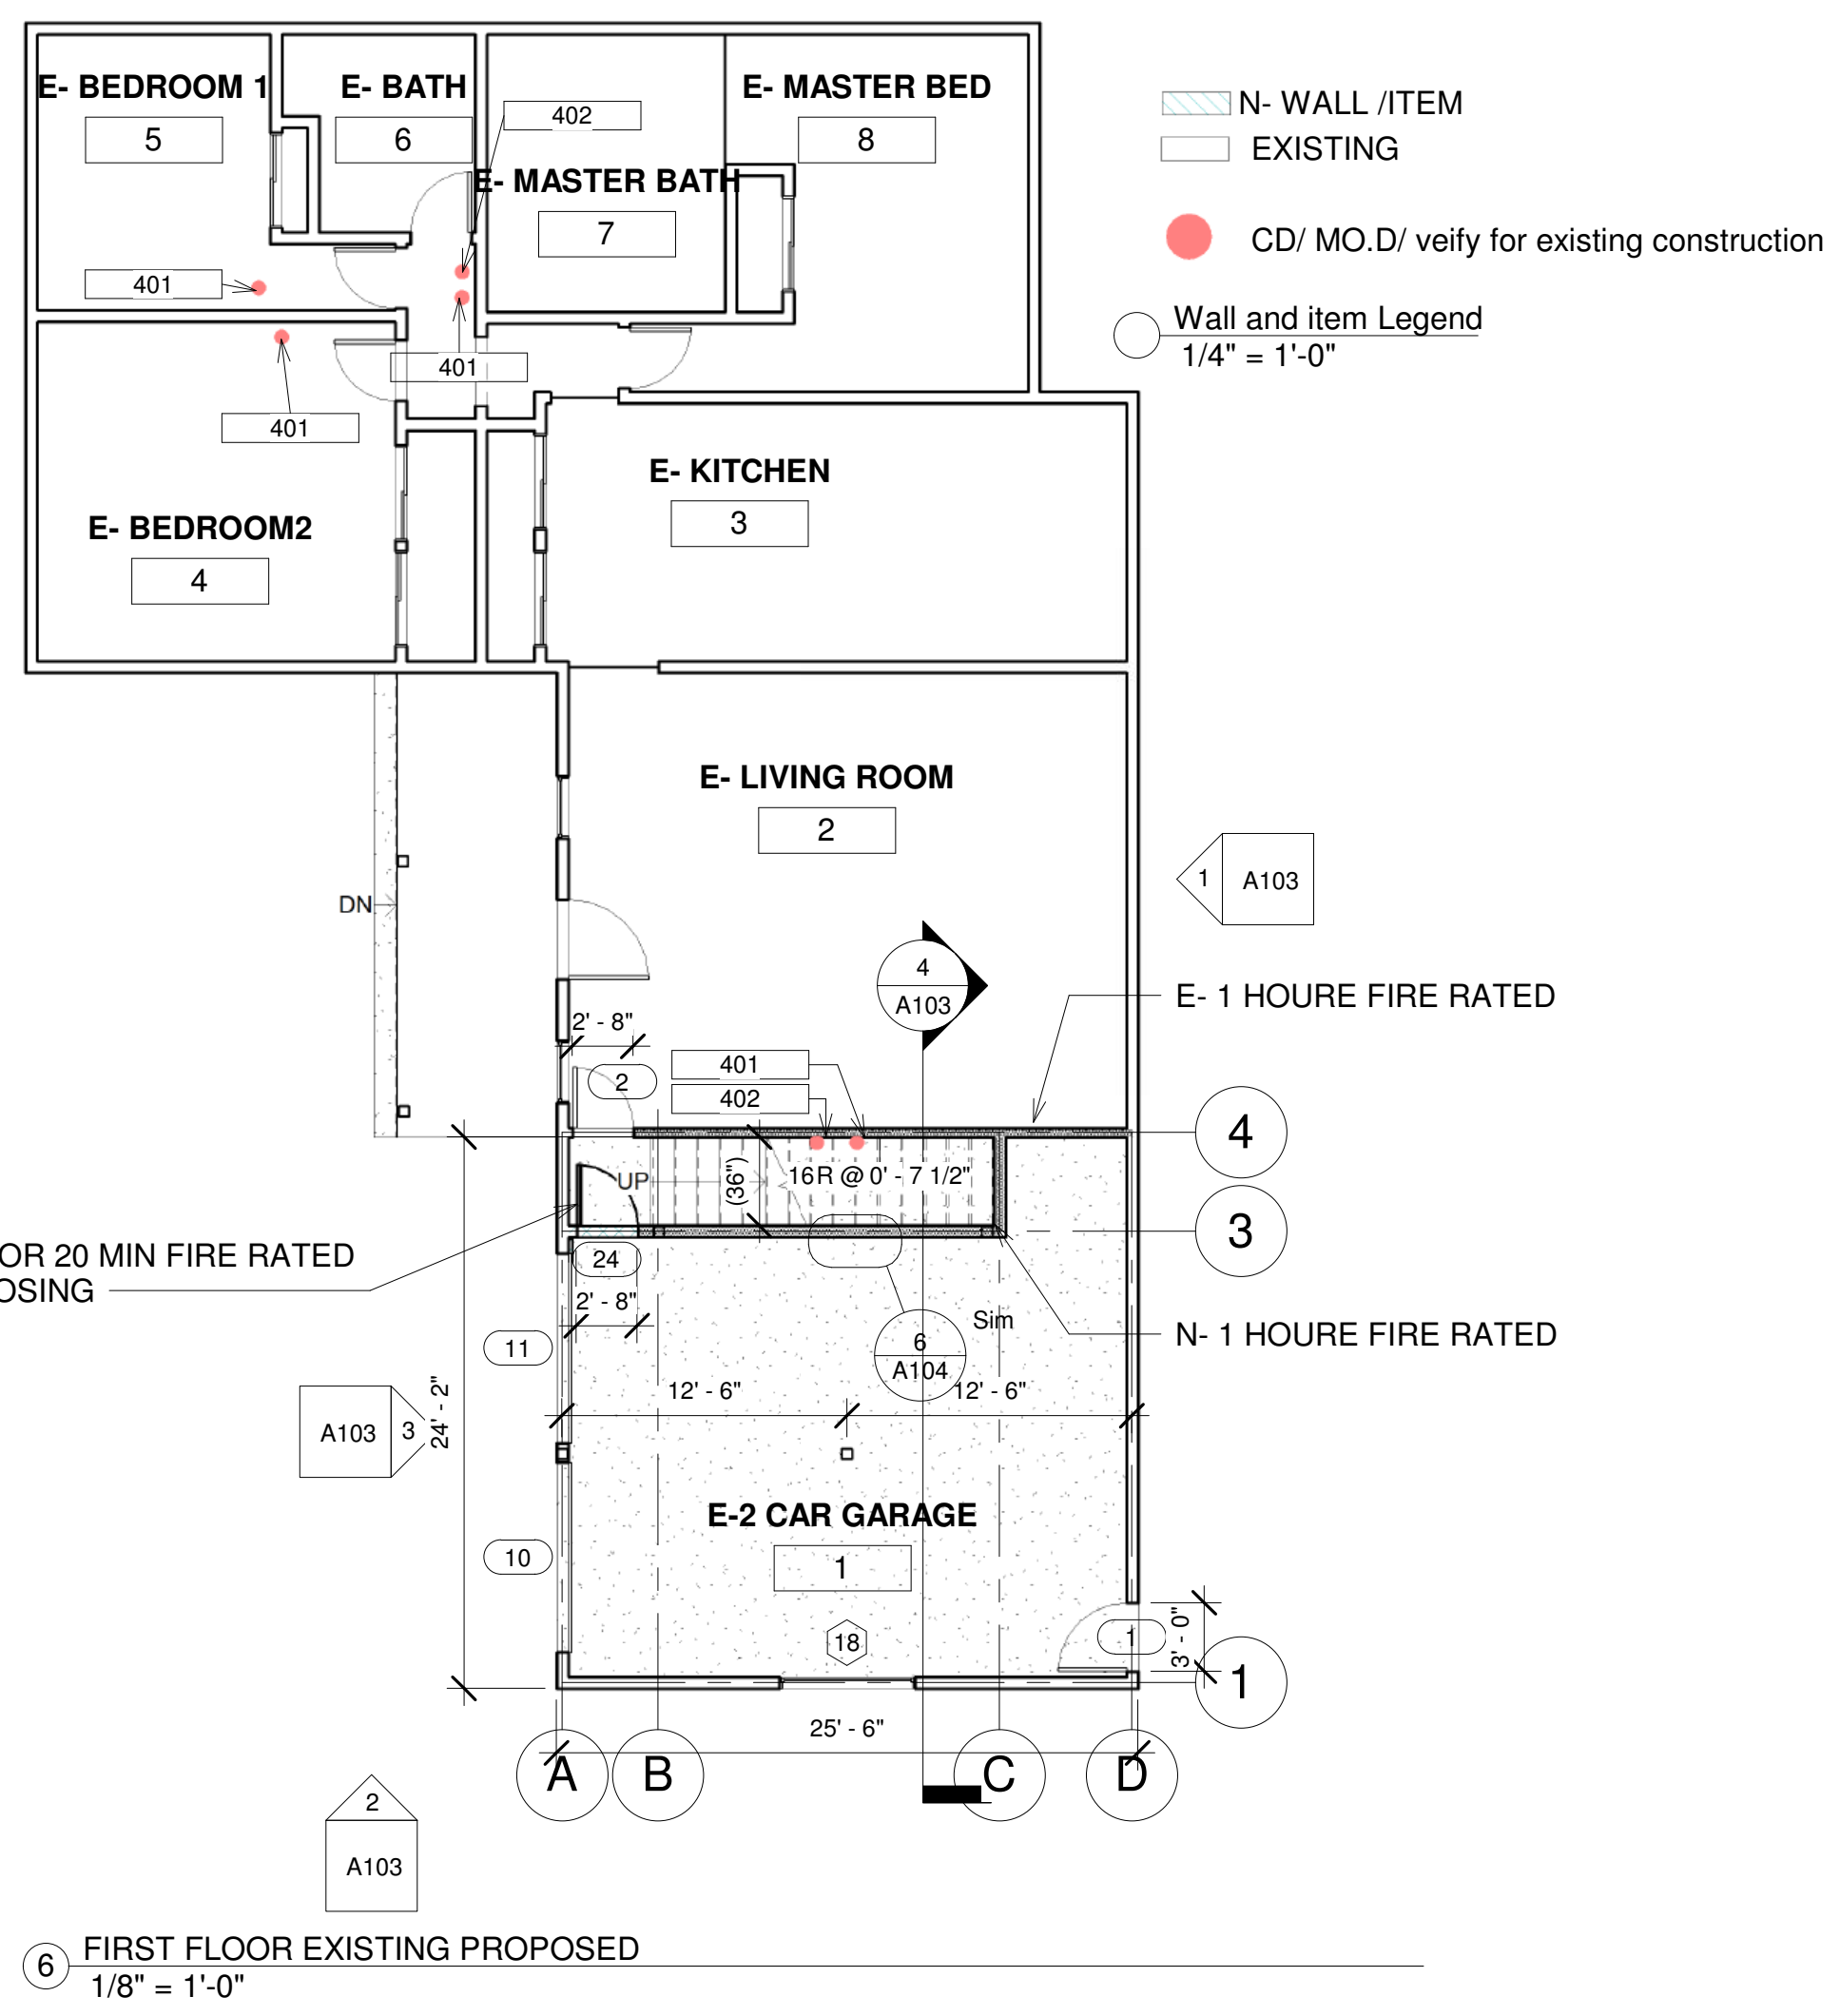 E- BEDROOM 1
5
E- BATH
6
402
E- MASTER BATH
7
E- MASTER BED
8
N- WALL /ITEM
EXISTING
CD/ MO.D/ veify for existing construction
Wall and item Legend
1/4" = 1'-0"
401
401
401
E- BEDROOM2
4
E- KITCHEN
3
E- LIVING ROOM
2
1
A103
DN
4
A103
E- 1 HOURE FIRE RATED
2' - 8"
2
401
402
4
UP
(36")
16R @ 0' - 7 1/2"
3
OR 20 MIN FIRE RATED
OSING
24
2' - 8"
11
Sim
6
A104
N- 1 HOURE FIRE RATED
12' - 6"
12' - 6"
A103
3
24' - 2"
10
E-2 CAR GARAGE
1
18
1
3' - 0"
1
25' - 6"
A
B
C
D
2
A103
6
FIRST FLOOR EXISTING PROPOSED
1/8" = 1'-0"